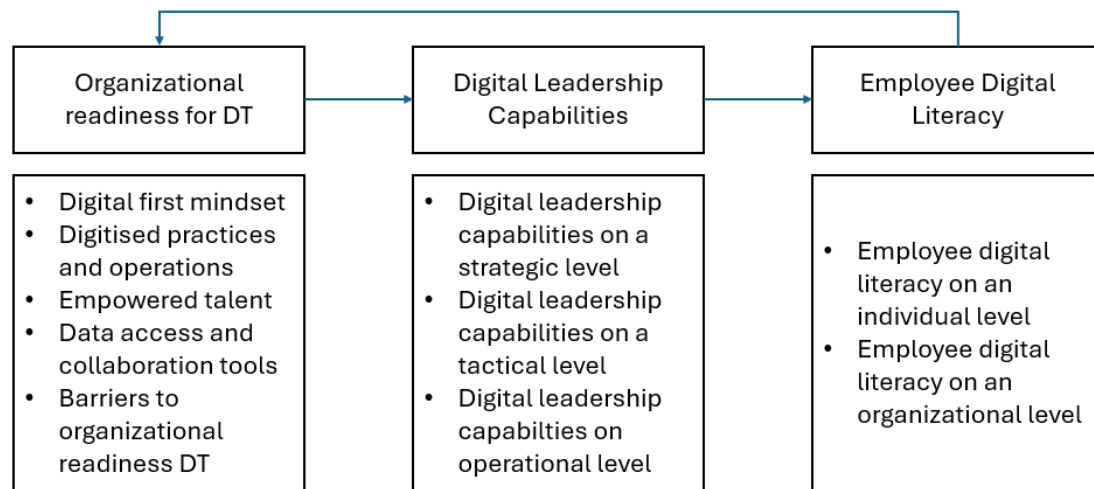 Organizational
readiness for DT
Digital Leadership
Capabilities
Employee Digital
Literacy
• Digital first mindset
• Digitised practices
and operations
• Empowered talent
• Data access and
collaboration tools
• Barriers to
organizational
readiness DT
• Digital leadership
capabilities on a
strategic level
• Digital leadership
capabilities on a
tactical level
• Digital leadership
capabilties on
operational level
• Employee digital
literacy on an
individual level
• Employee digital
literacy on an
organizational level